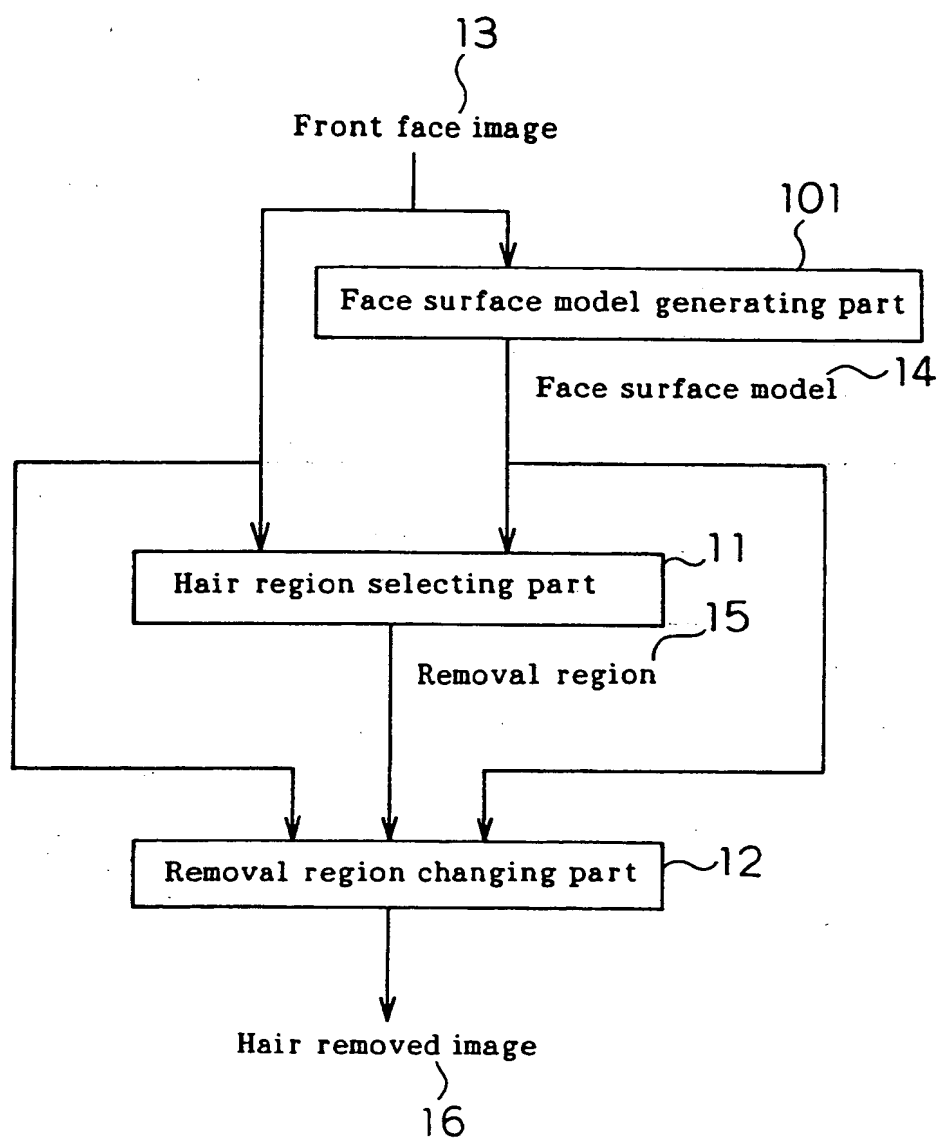 13
Front face image
101
Face surface model generating part
Face surface model 14
11
Hair region selecting part
15
Removal region
Removal region changing part 12
Hair removed image
16